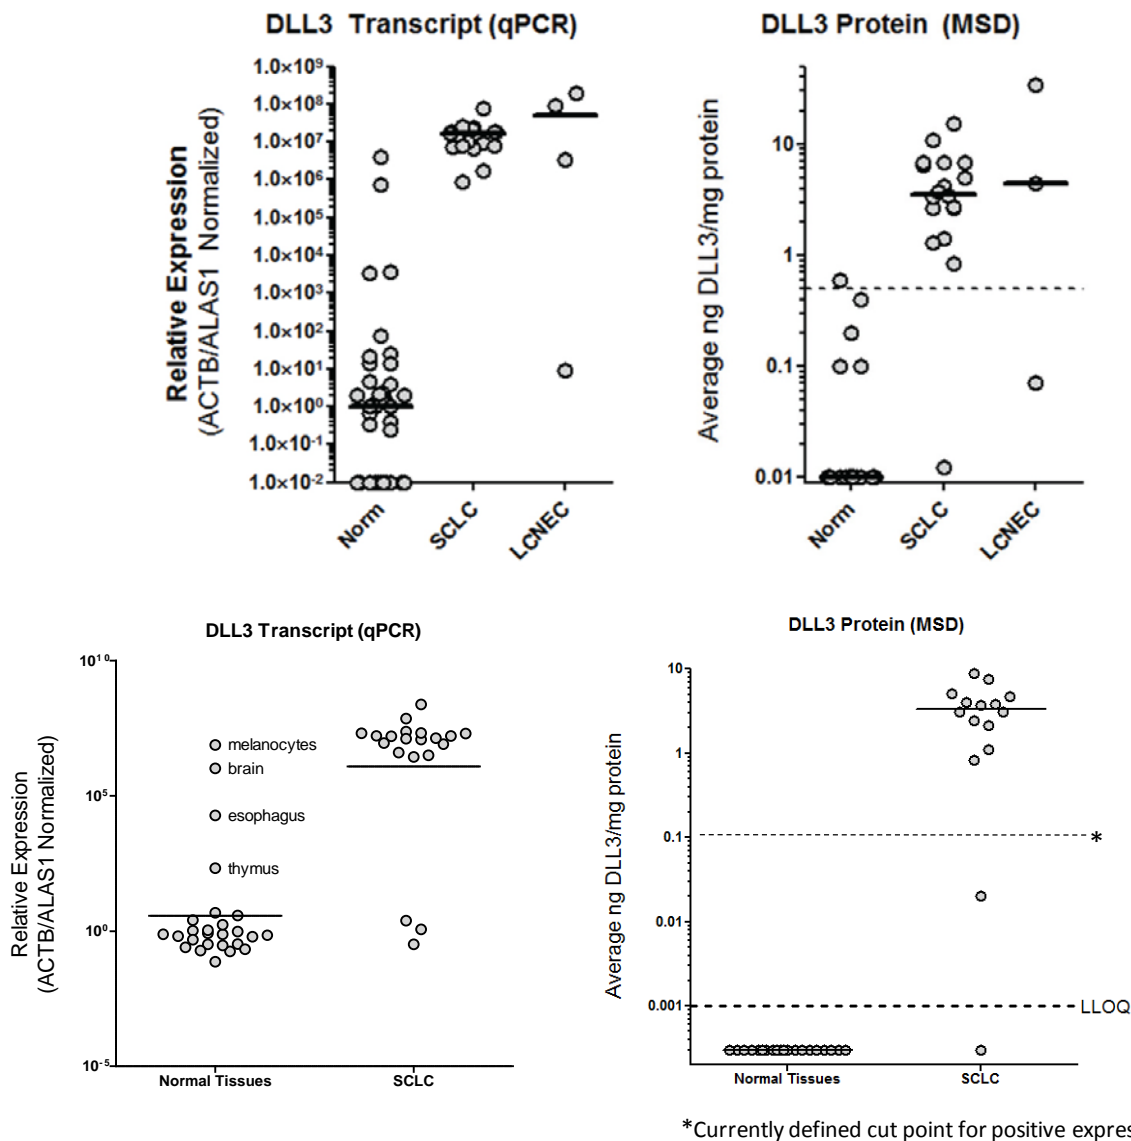 DLL3 Transcript (qPCR)
Relative Expression
(ACTB/ALAS1 Normalized)
1.0×10⁹
1.0×10⁸
1.0×10⁷
1.0×10⁶
1.0×10⁵
1.0×10⁴
1.0×10³
1.0×10²
1.0×10¹
1.0×10⁰
1.0×10⁻¹
1.0×10⁻²
Norm
SCLC
LCNEC
DLL3 Protein (MSD)
Average ng DLL3/mg protein
10
1
0.1
0.01
Norm
SCLC
LCNEC
DLL3 Transcript (qPCR)
Relative Expression
(ACTB/ALAS1 Normalized)
10¹⁰
10⁵
10⁰
10⁻⁵
melanocytes
brain
esophagus
thymus
Normal Tissues
SCLC
DLL3 Protein (MSD)
Average ng DLL3/mg protein
10
1
0.1
0.01
0.001
*
LLOQ
Normal Tissues
SCLC
*Currently defined cut point for positive expres